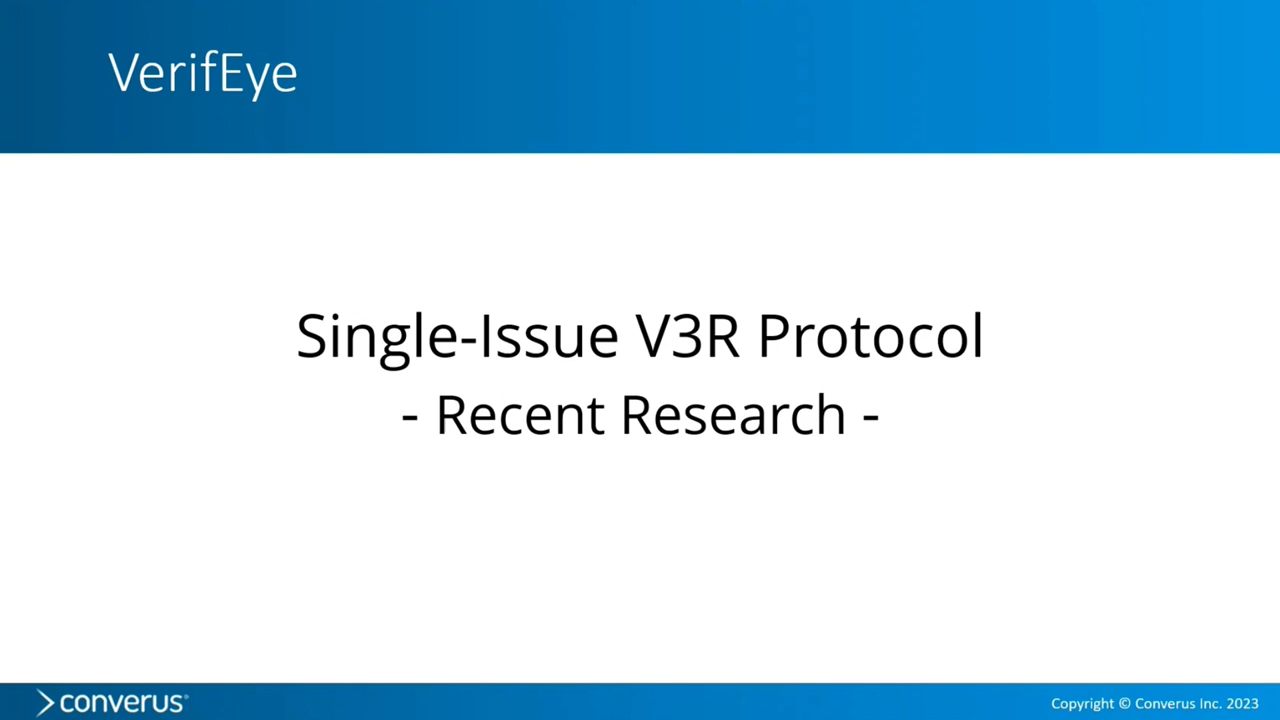 VerifEye
Single-Issue V3R Protocol
- Recent Research -
converus®
Copyright © Converus Inc. 2023